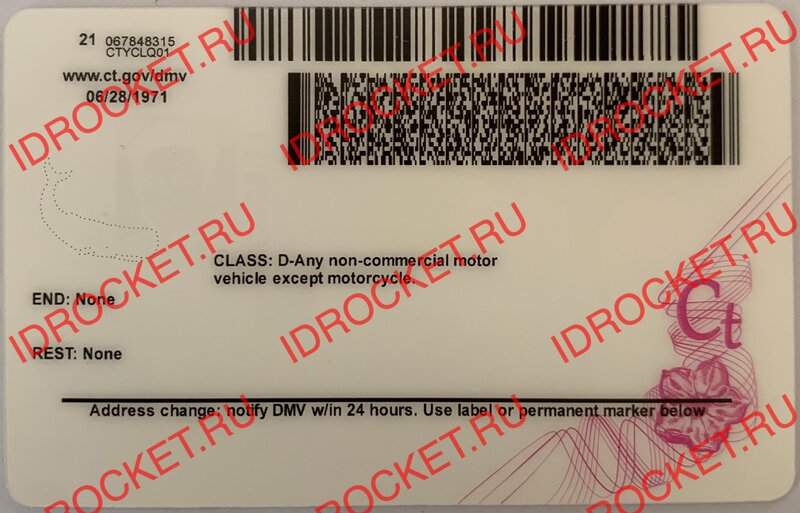 21 067848315
CTYCLQ01
www.ct.gov/dmv
06/28/1971
CLASS: D-Any non-commercial motor
vehicle except motorcycle.
END: None
REST: None
Address change: notify DMV w/in 24 hours. Use label or permanent marker below
Ct
IDROCKET.RU
IDROCKET.RU
IDROCKET.RU
IDROCKET.RU
IDROCKET.RU
IDROCKET.RU
IDROCKET.RU
IDROCKET.RU
IDROCKET.RU